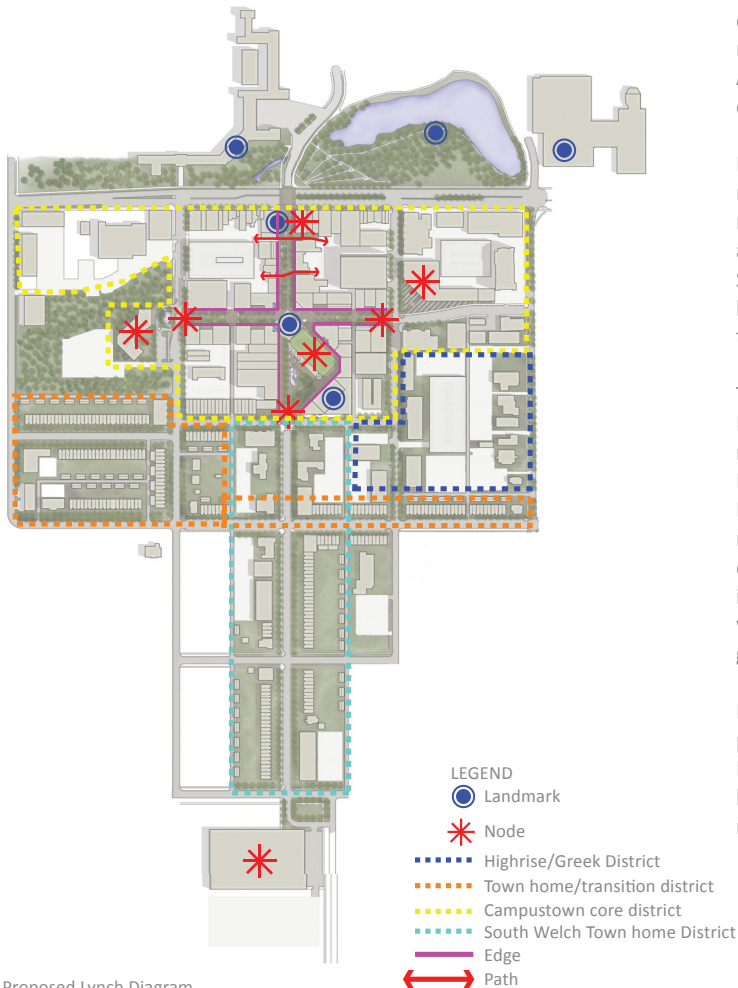 LEGEND
Landmark
Node
Highrise/Greek District
Town home/transition district
Campustown core district
South Welch Town home District
Edge
Path
Proposed Lynch Diagram